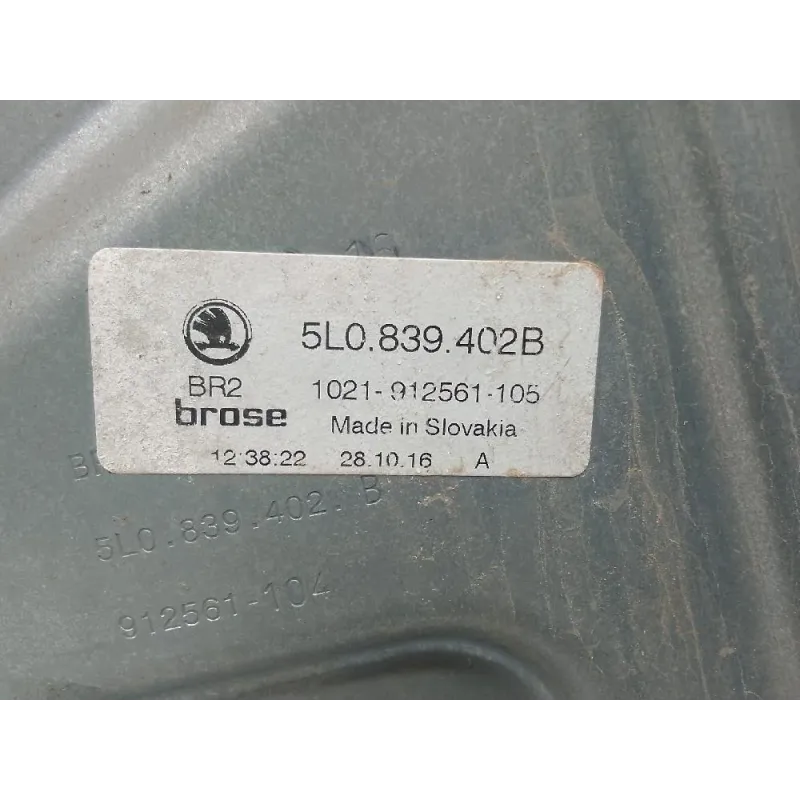 5L0.839.402B
BR2 1021-912561-105
brose Made in Slovakia
12:38:22 28.10.16 A
5L0.839.402.B
912561-104